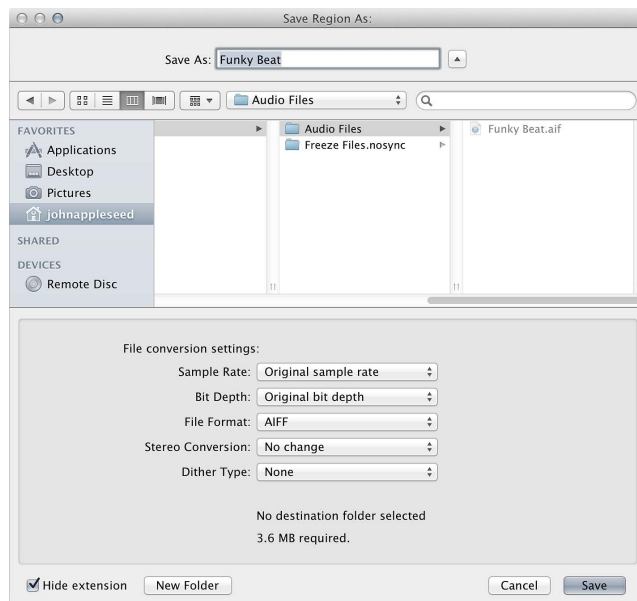 Save Region As:
Save As: Funky Beat
Audio Files
FAVORITES
Applications
Desktop
Pictures
johnappleseed
SHARED
DEVICES
Remote Disc
Audio Files
Freeze Files.nosync
Funky Beat.aif
File conversion settings:
Sample Rate: Original sample rate
Bit Depth: Original bit depth
File Format: AIFF
Stereo Conversion: No change
Dither Type: None
No destination folder selected
3.6 MB required.
Hide extension New Folder Cancel Save